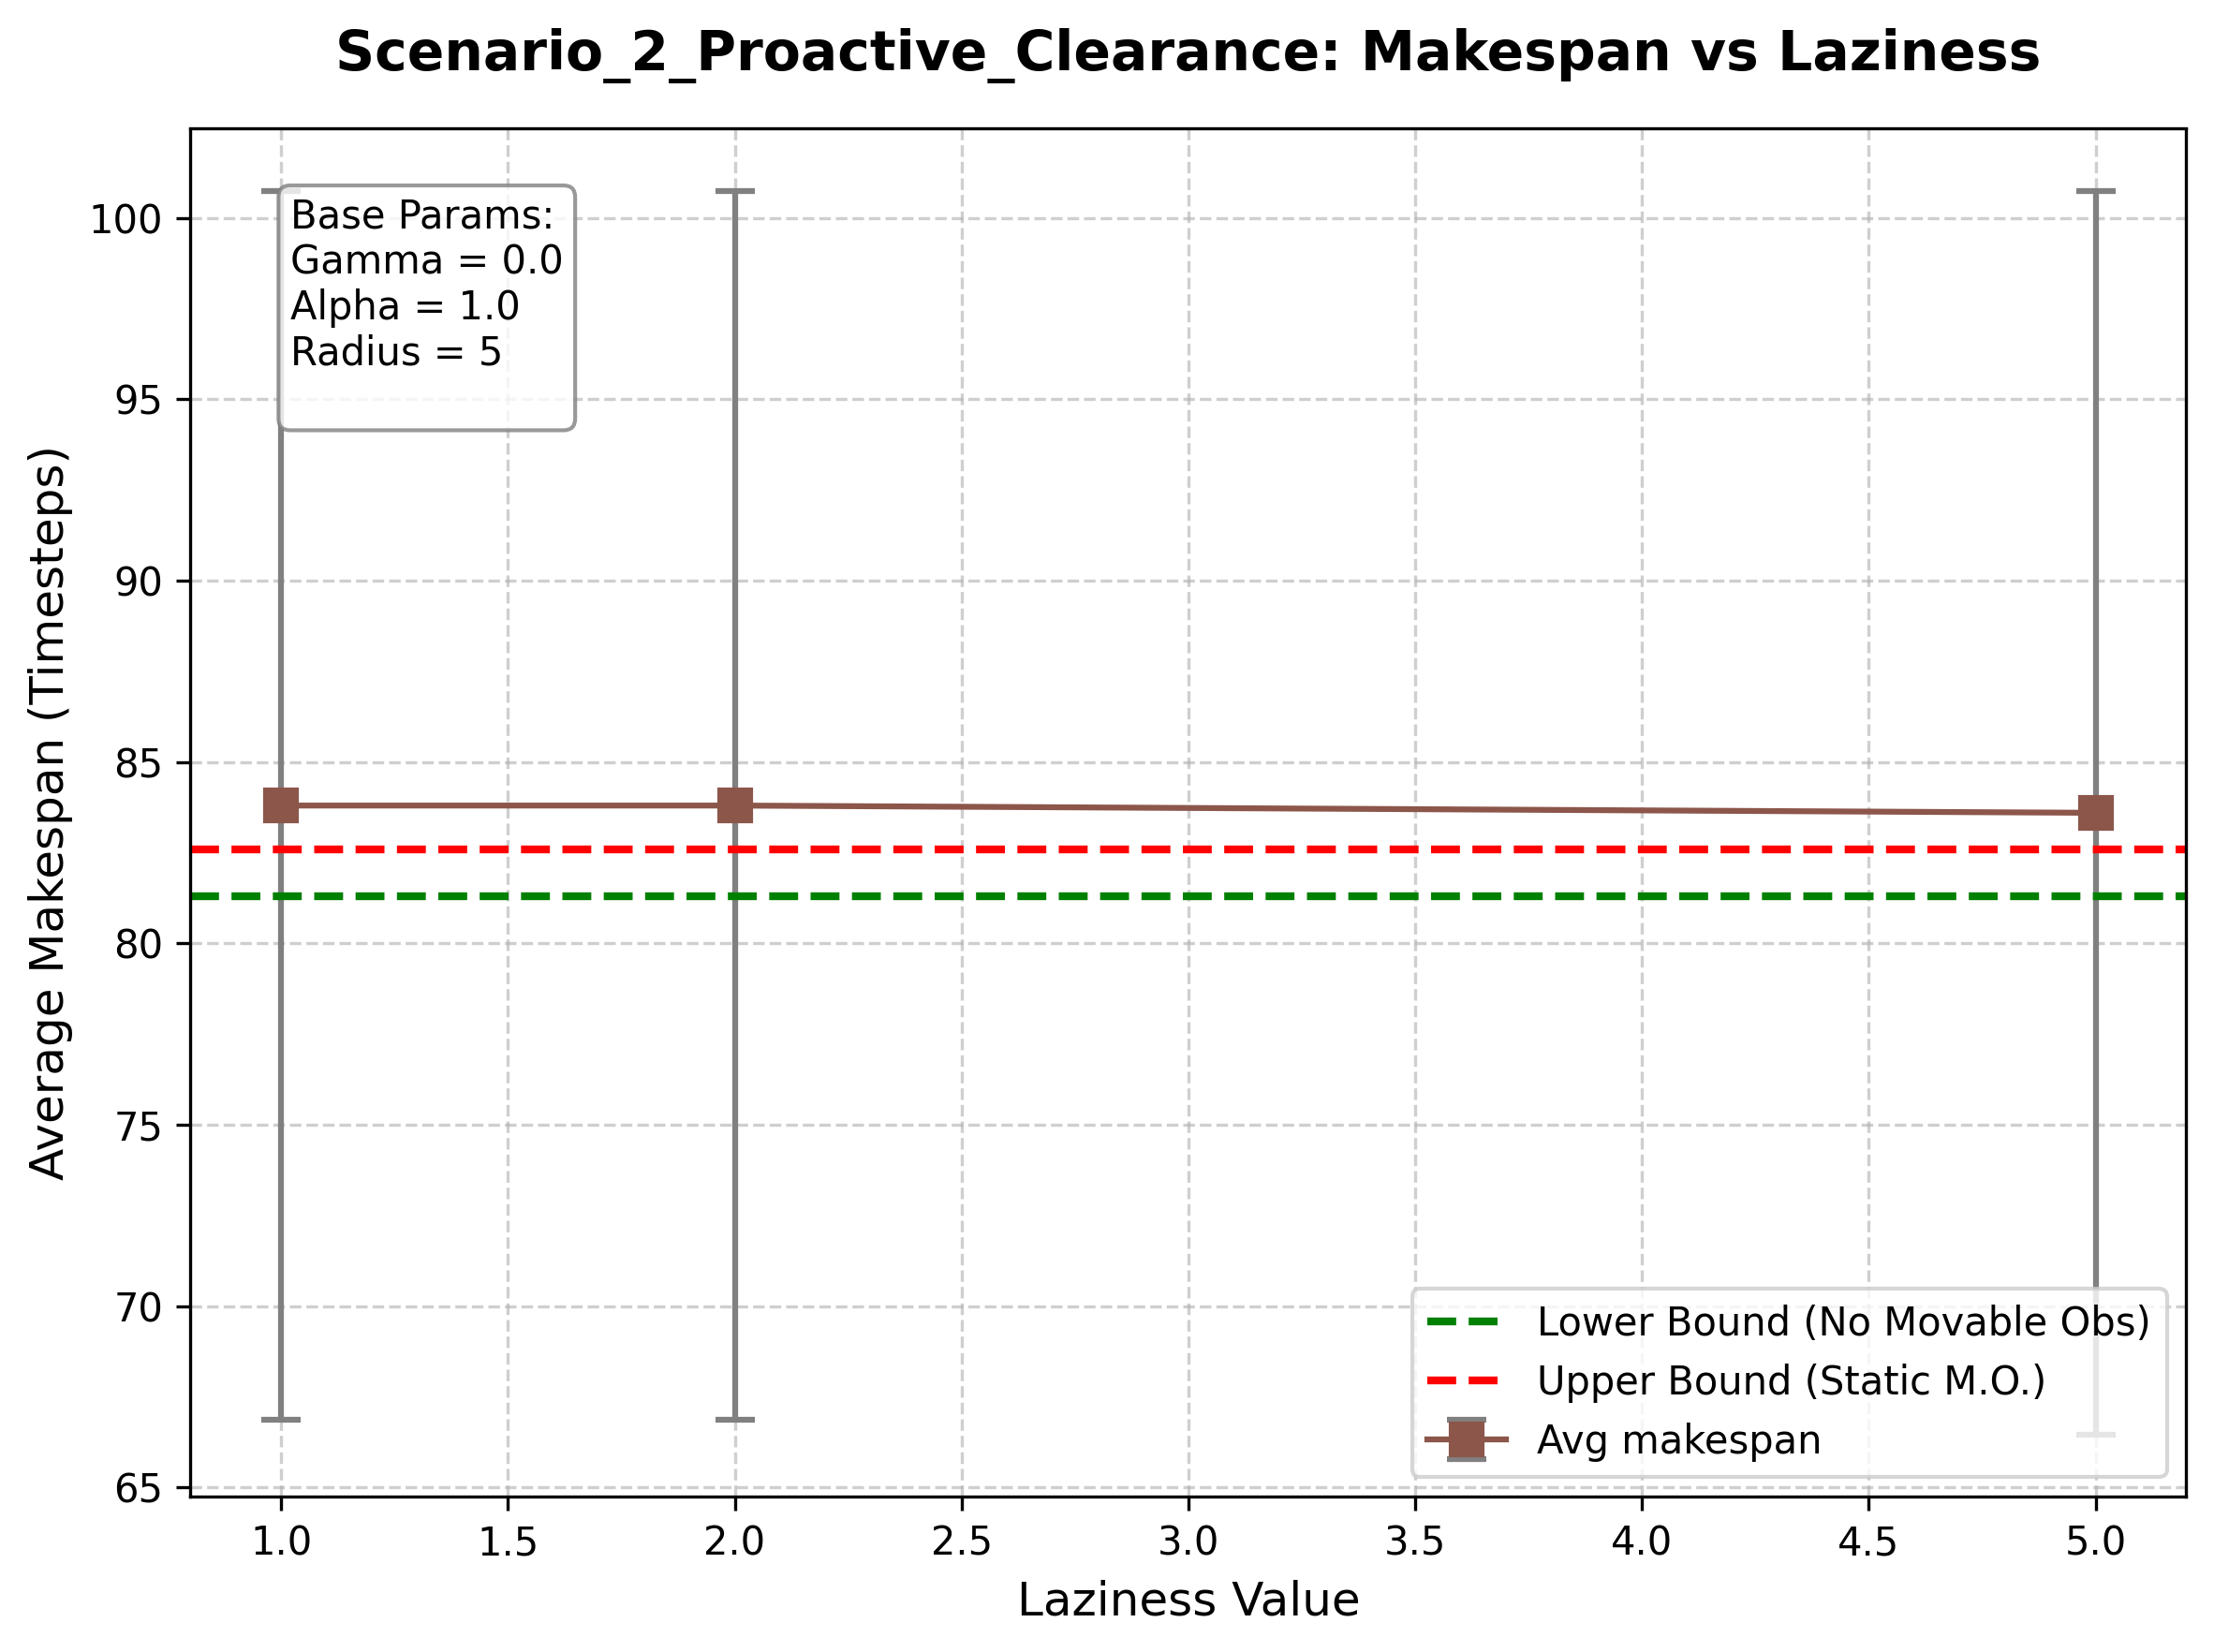 Scenario_2_Proactive_Clearance: Makespan vs Laziness
Base Params:
Gamma = 0.0
Alpha = 1.0
Radius = 5
Average Makespan (Timesteps)
100
95
90
85
80
75
70
65
Lower Bound (No Movable Obs)
Upper Bound (Static M.O.)
Avg makespan
1.0 1.5 2.0 2.5 3.0 3.5 4.0 4.5 5.0
Laziness Value